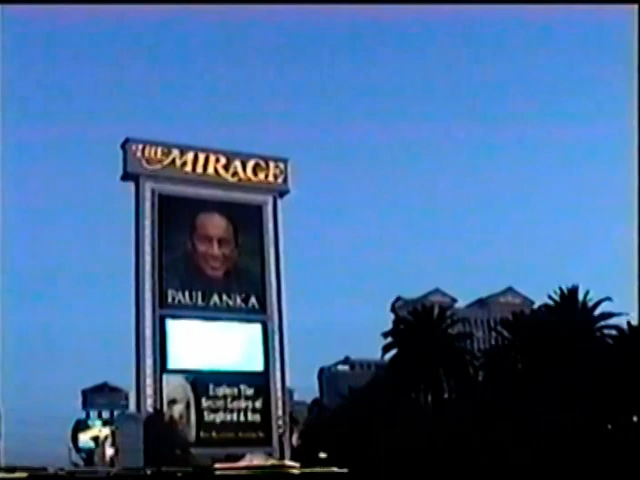 THE MIRAGE
PAUL ANKA
Explore The
Secret Garden of
Siegfried & Roy